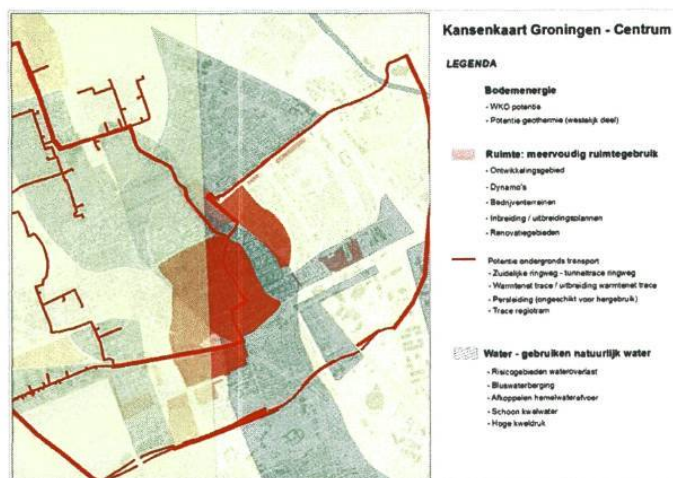 Kansenkaart Groningen - Centrum
LEGENDA
Bodemenergie
- WKO potentie
- Potentie geothermie (westelijk deel)
Ruimte: meervoudig ruimtegebruik
- Ontwikkelingsgebied
- Dynamo's
- Bedrijventerreinen
- Inbreiding / uitbreidingsplannen
- Renovatiegebieden
Potentie ondergronds transport
- Zuidelijke ringweg - tunneltrace ringweg
- Warmtenet trace / uitbreiding warmtenet trace
- Persleiding (ongeschikt voor hergebruik)
- Trace regiotram
Water - gebruiken natuurlijk water
- Risicogebieden wateroverlast
- Bluswaterberging
- Afkoppelen hemelwaterafvoer
- Schoon kwelwater
- Hoge kweldruk